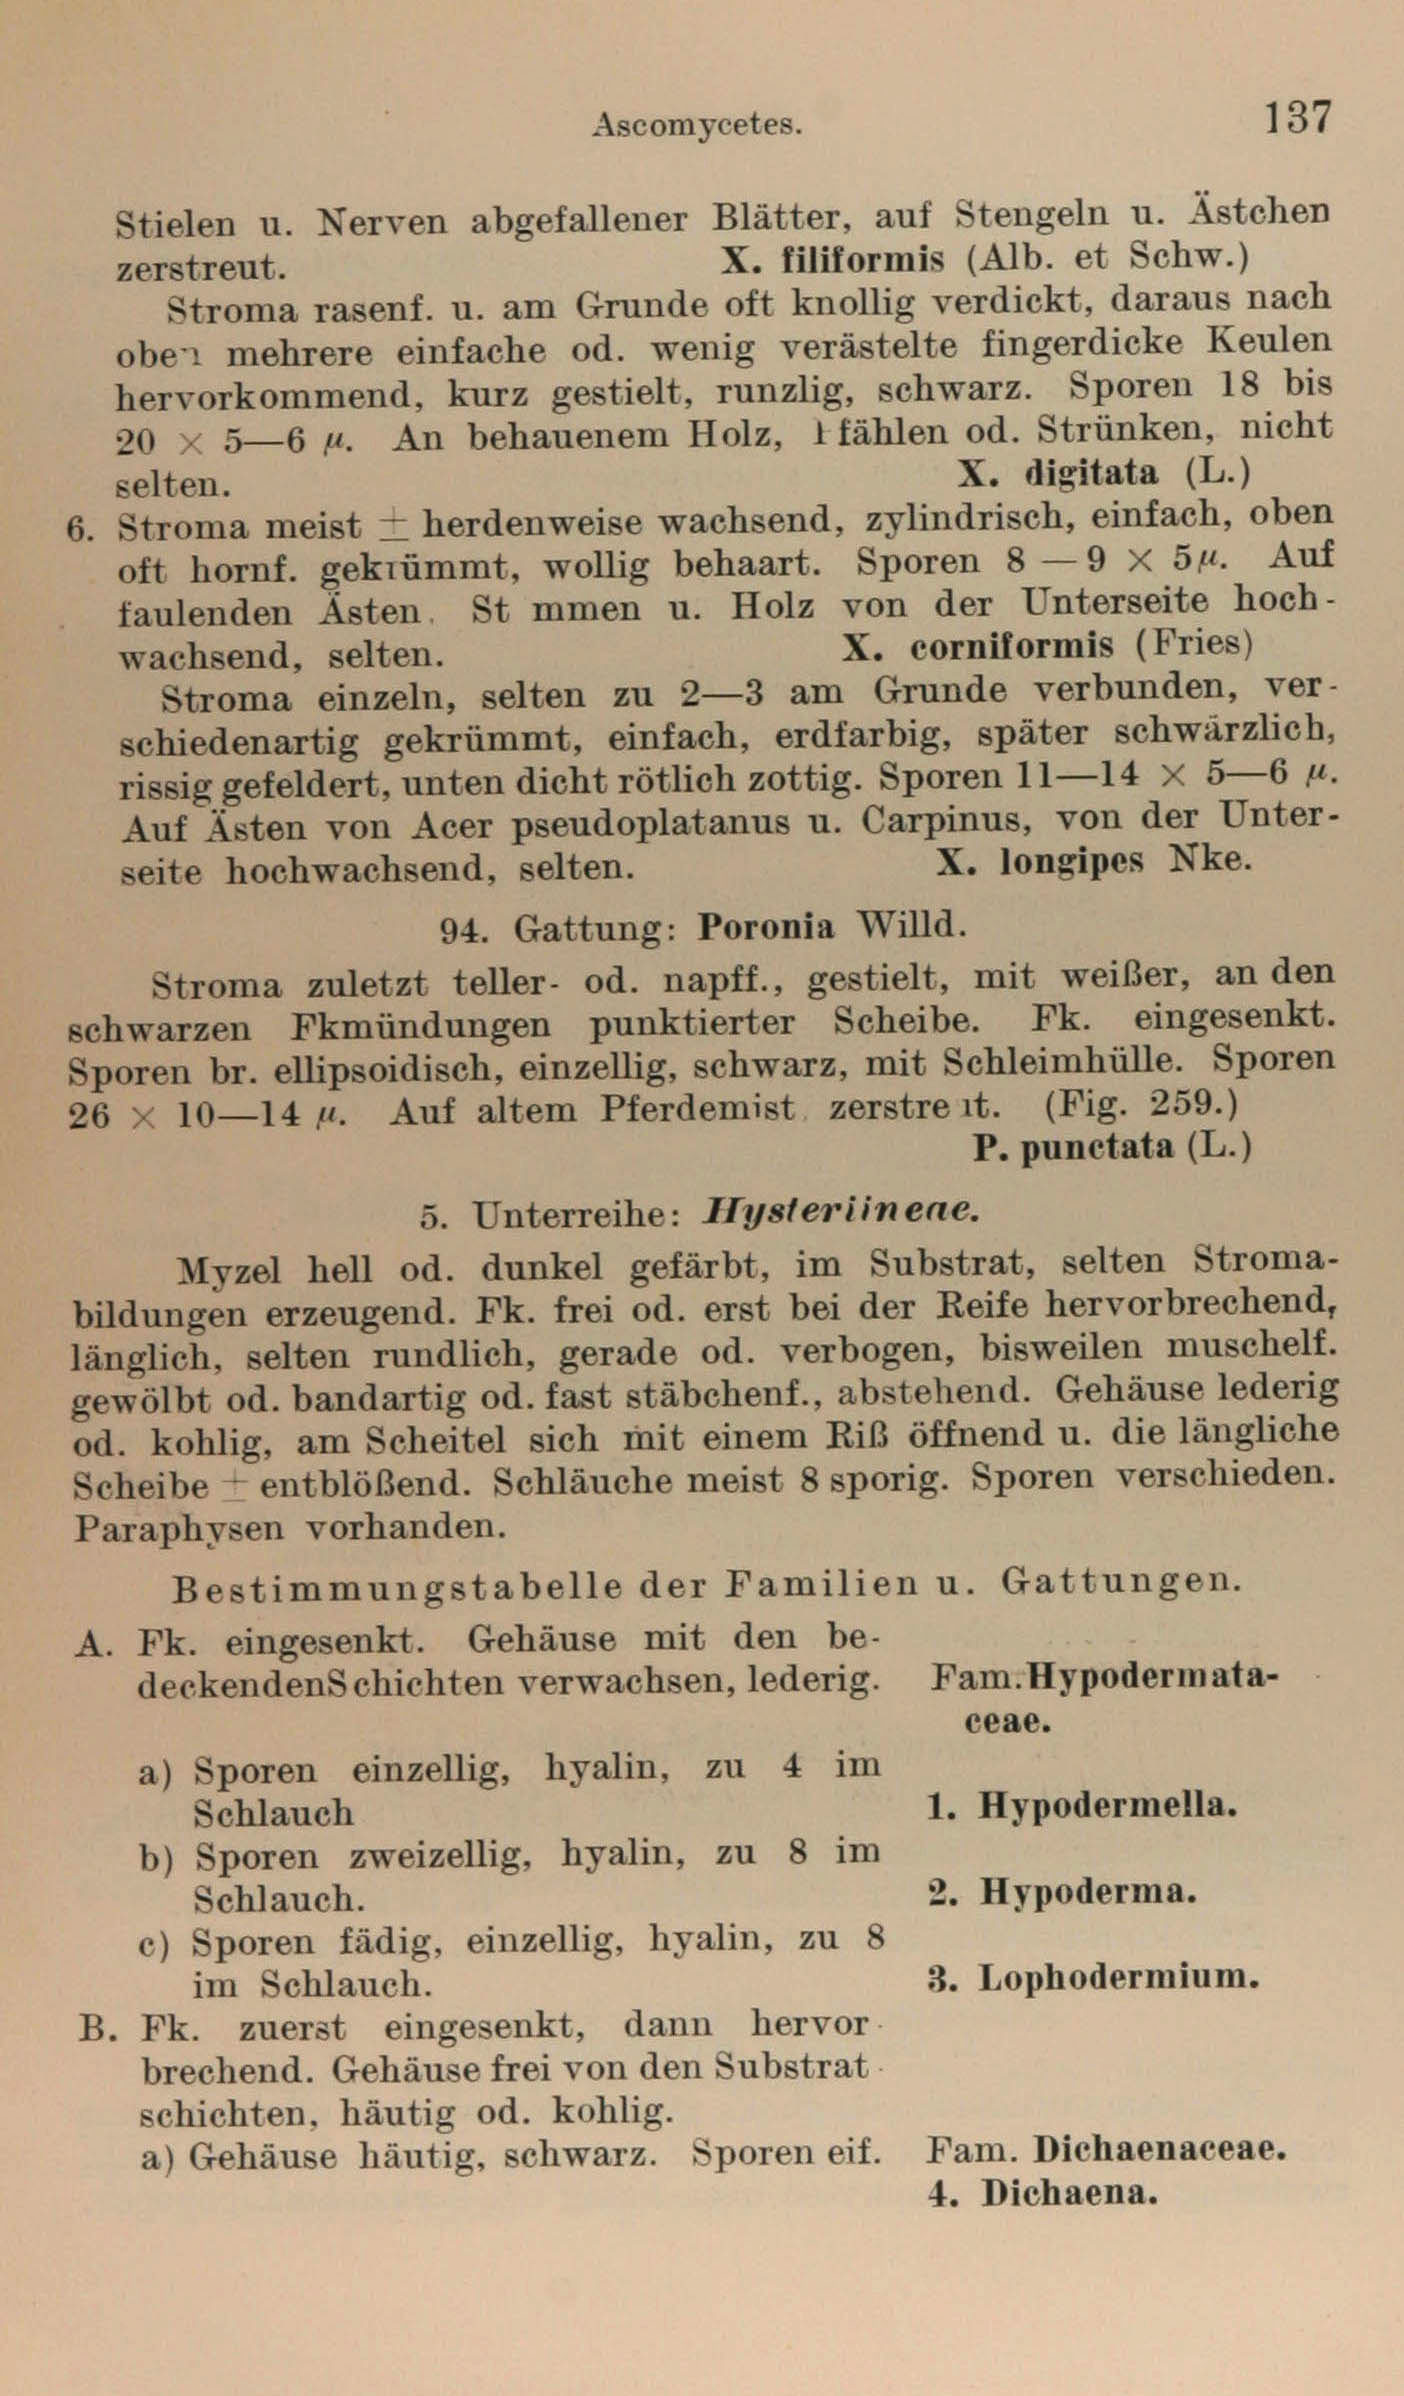 Ascomycetes. 137
Stielen u. Nerven abgefallener Blätter, auf Stengeln u. Ästchen
zerstreut. X. filiformis (Alb. et Schw.)
Stroma rasenf. u. am Grunde oft knollig verdickt, daraus nach
oben mehrere einfache od. wenig verästelte fingerdicke Keulen
hervorkommend, kurz gestielt, runzlig, schwarz. Sporen 18 bis
20 × 5—6 µ. An behauenem Holz, Pfählen od. Strünken, nicht
selten. X. digitata (L.)
6. Stroma meist ± herdenweise wachsend, zylindrisch, einfach, oben
oft hornf. gekrümmt, wollig behaart. Sporen 8 — 9 × 5 µ. Auf
faulenden Ästen. St mmen u. Holz von der Unterseite hoch-
wachsend, selten. X. corniformis (Fries)
Stroma einzeln, selten zu 2—3 am Grunde verbunden, ver-
schiedenartig gekrümmt, einfach, erdfarbig, später schwärzlich,
rissig gefeldert, unten dicht rötlich zottig. Sporen 11—14 × 5—6 µ.
Auf Ästen von Acer pseudoplatanus u. Carpinus, von der Unter-
seite hochwachsend, selten. X. longipes Nke.
94. Gattung: Poronia Willd.
Stroma zuletzt teller- od. napff., gestielt, mit weißer, an den
schwarzen Fkmündungen punktierter Scheibe. Fk. eingesenkt.
Sporen br. ellipsoidisch, einzellig, schwarz, mit Schleimhülle. Sporen
26 × 10—14 µ. Auf altem Pferdemist zerstreut. (Fig. 259.)
P. punctata (L.)
5. Unterreihe: Hysteriineae.
Myzel hell od. dunkel gefärbt, im Substrat, selten Stroma-
bildungen erzeugend. Fk. frei od. erst bei der Reife hervorbrechend,
länglich, selten rundlich, gerade od. verbogen, bisweilen muschelf.
gewölbt od. bandartig od. fast stäbchenf., abstehend. Gehäuse lederig
od. kohlig, am Scheitel sich mit einem Riß öffnend u. die längliche
Scheibe ± entblößend. Schläuche meist 8 sporig. Sporen verschieden.
Paraphysen vorhanden.
Bestimmungstabelle der Familien u. Gattungen.
A. Fk. eingesenkt. Gehäuse mit den be-
deckendenSchichten verwachsen, lederig. Fam. Hypodermata-
ceae.
a) Sporen einzellig, hyalin, zu 4 im
Schlauch 1. Hypodermella.
b) Sporen zweizellig, hyalin, zu 8 im
Schlauch. 2. Hypoderma.
c) Sporen fädig, einzellig, hyalin, zu 8
im Schlauch. 3. Lophodermium.
B. Fk. zuerst eingesenkt, dann hervor-
brechend. Gehäuse frei von den Substrat-
schichten, häutig od. kohlig.
a) Gehäuse häutig, schwarz. Sporen eif. Fam. Dichaenaceae.
4. Dichaena.